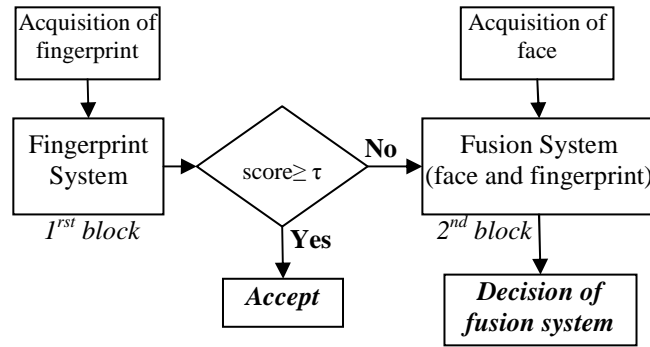 Acquisition of
fingerprint
Acquisition of
face
Fingerprint
System
score≥ τ
No
Fusion System
(face and fingerprint)
1rst block
Yes
2nd block
Accept
Decision of
fusion system